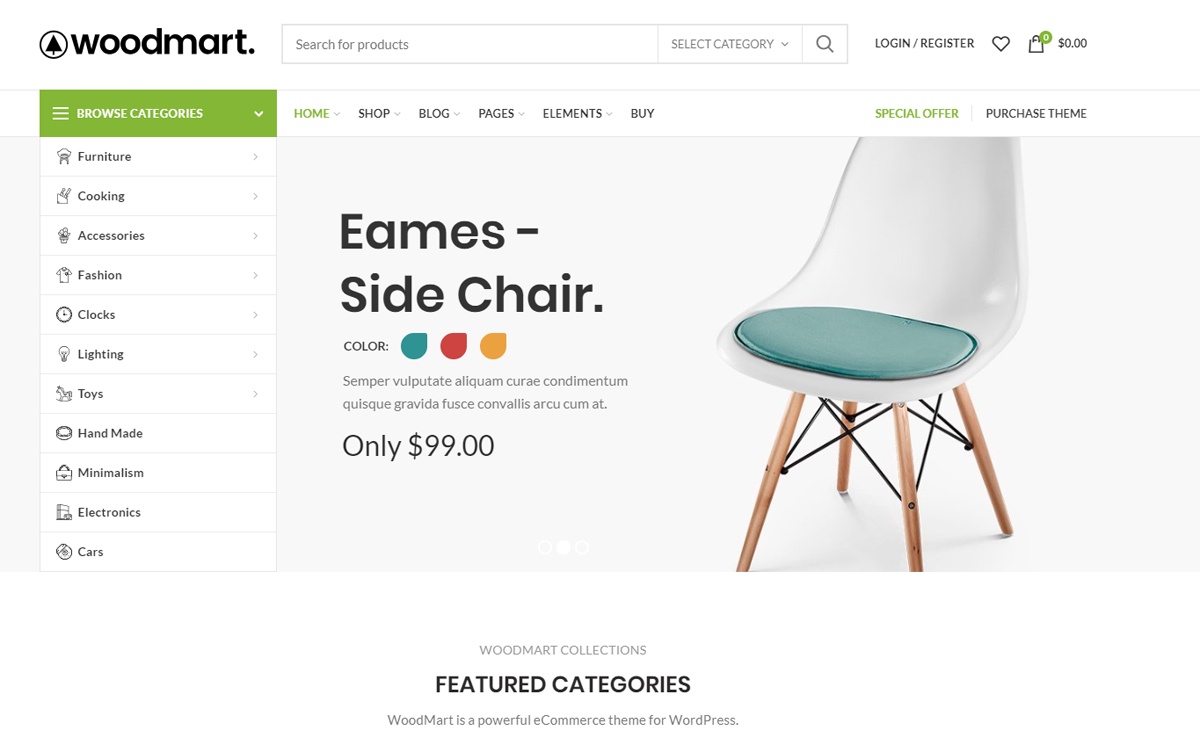 woodmart.
Search for products
SELECT CATEGORY
LOGIN / REGISTER
0
$0.00
BROWSE CATEGORIES
HOME
SHOP
BLOG
PAGES
ELEMENTS
BUY
SPECIAL OFFER
PURCHASE THEME
Furniture
Cooking
Accessories
Fashion
Clocks
Lighting
Toys
Hand Made
Minimalism
Electronics
Cars
Eames -
Side Chair.
COLOR:
Semper vulputate aliquam curae condimentum
quisque gravida fusce convallis arcu cum at.
Only $99.00
WOODMART COLLECTIONS
FEATURED CATEGORIES
WoodMart is a powerful eCommerce theme for WordPress.